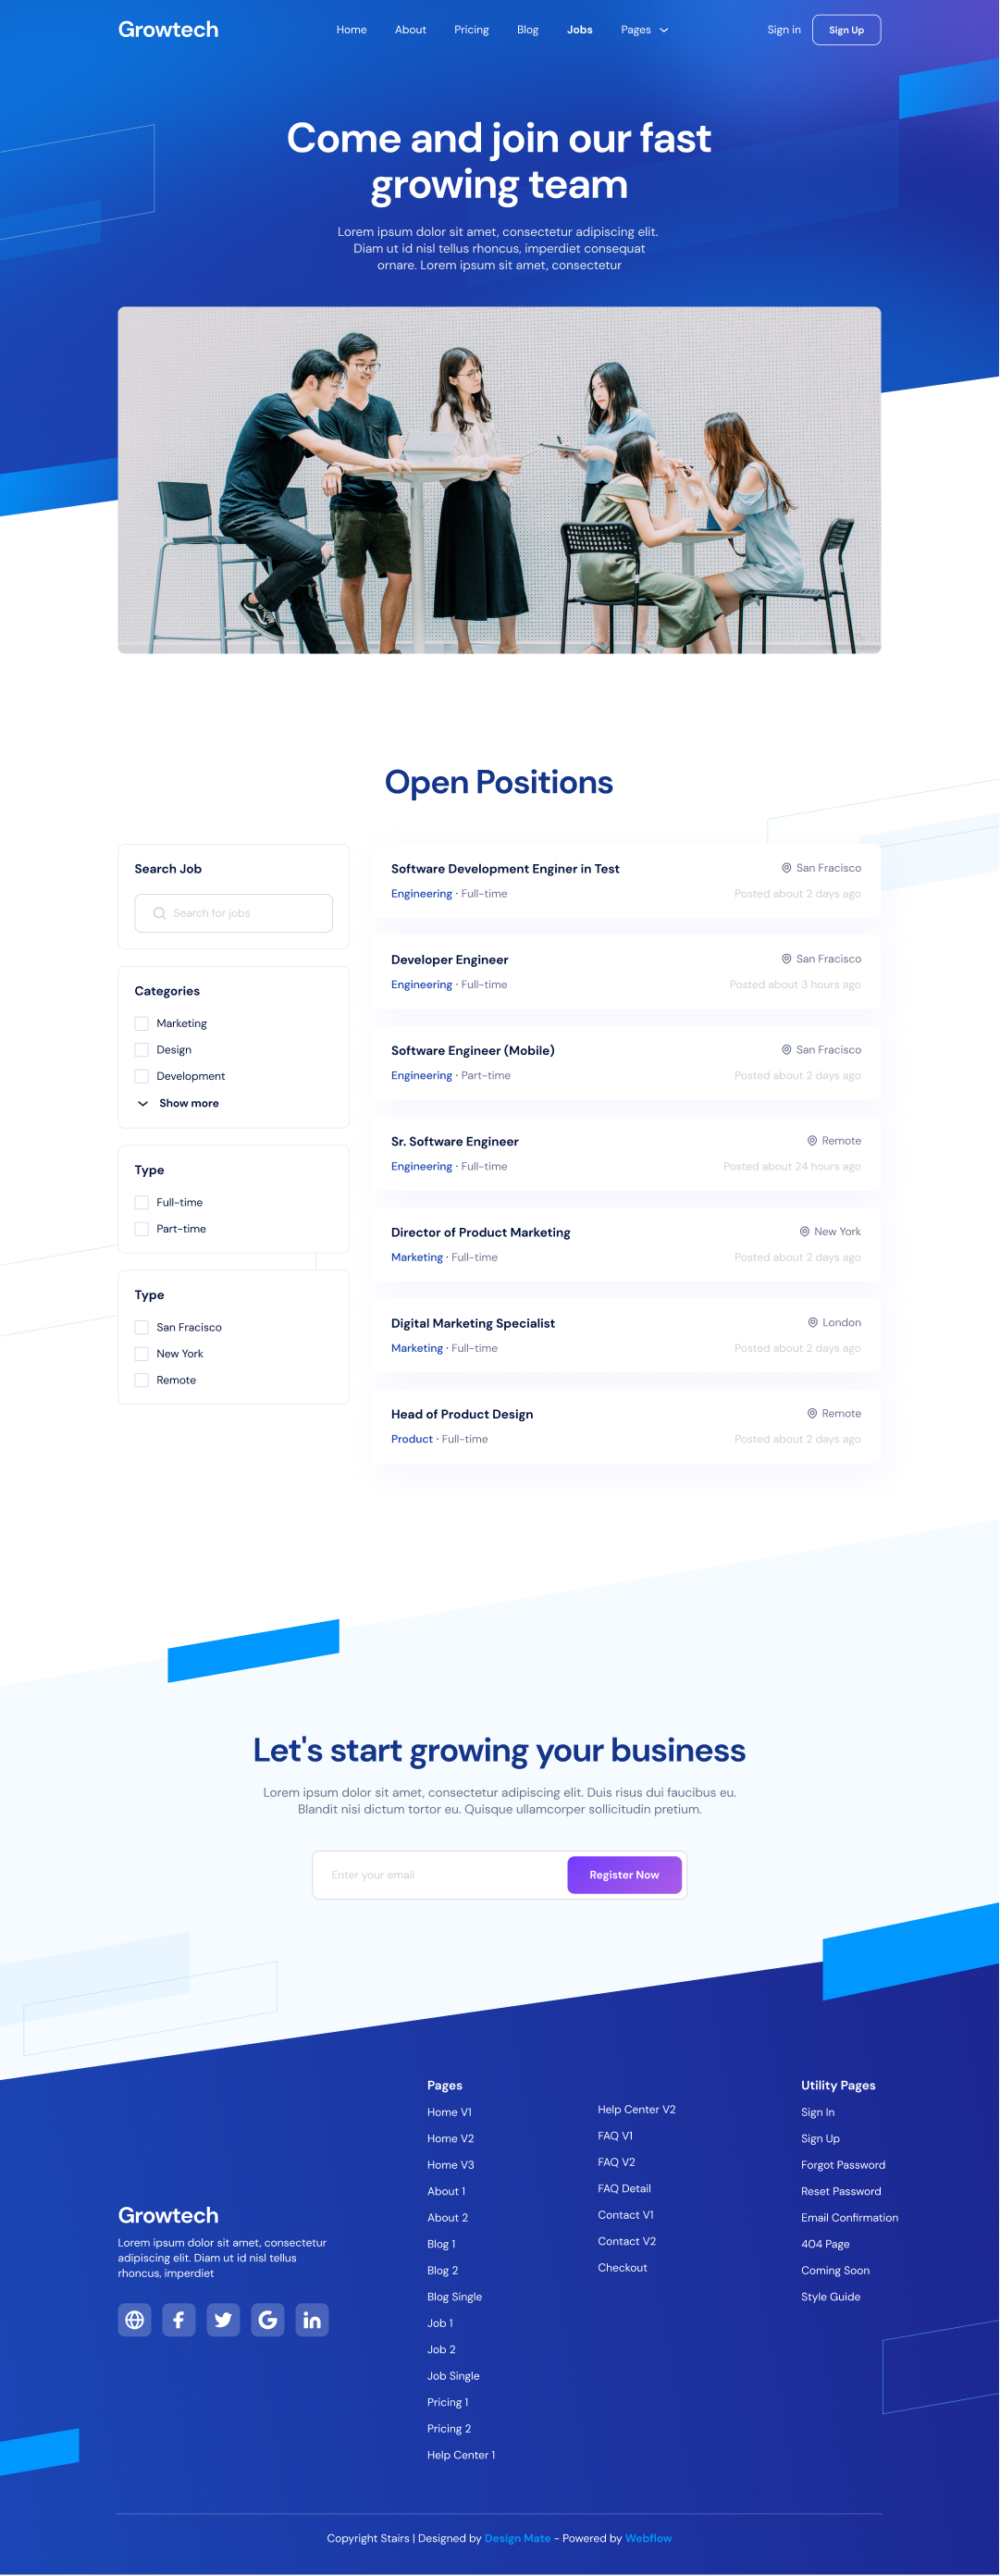 Growtech
Home
About
Pricing
Blog
Jobs
Pages
Sign in
Sign Up
Come and join our fast
growing team
Lorem ipsum dolor sit amet, consectetur adipiscing elit.
Diam ut id nisl tellus rhoncus, imperdiet consequat
ornare. Lorem ipsum sit amet, consectetur
Open Positions
Search Job
Search for jobs
Categories
Marketing
Design
Development
Show more
Type
Full-time
Part-time
Type
San Fracisco
New York
Remote
Software Development Enginer in Test
San Fracisco
Engineering · Full-time
Posted about 2 days ago
Developer Engineer
San Fracisco
Engineering · Full-time
Posted about 3 hours ago
Software Engineer (Mobile)
San Fracisco
Engineering · Part-time
Posted about 2 days ago
Sr. Software Engineer
Remote
Engineering · Full-time
Posted about 24 hours ago
Director of Product Marketing
New York
Marketing · Full-time
Posted about 2 days ago
Digital Marketing Specialist
London
Marketing · Full-time
Posted about 2 days ago
Head of Product Design
Remote
Product · Full-time
Posted about 2 days ago
Let's start growing your business
Lorem ipsum dolor sit amet, consectetur adipiscing elit. Duis risus dui faucibus eu.
Blandit nisi dictum tortor eu. Quisque ullamcorper sollicitudin pretium.
Enter your email
Register Now
Growtech
Lorem ipsum dolor sit amet, consectetur
adipiscing elit. Diam ut id nisl tellus
rhoncus, imperdiet
Pages
Home V1
Home V2
Home V3
About 1
About 2
Blog 1
Blog 2
Blog Single
Job 1
Job 2
Job Single
Pricing 1
Pricing 2
Help Center 1
Help Center V2
FAQ V1
FAQ V2
FAQ Detail
Contact V1
Contact V2
Checkout
Utility Pages
Sign In
Sign Up
Forgot Password
Reset Password
Email Confirmation
404 Page
Coming Soon
Style Guide
Copyright Stairs | Designed by Design Mate - Powered by Webflow